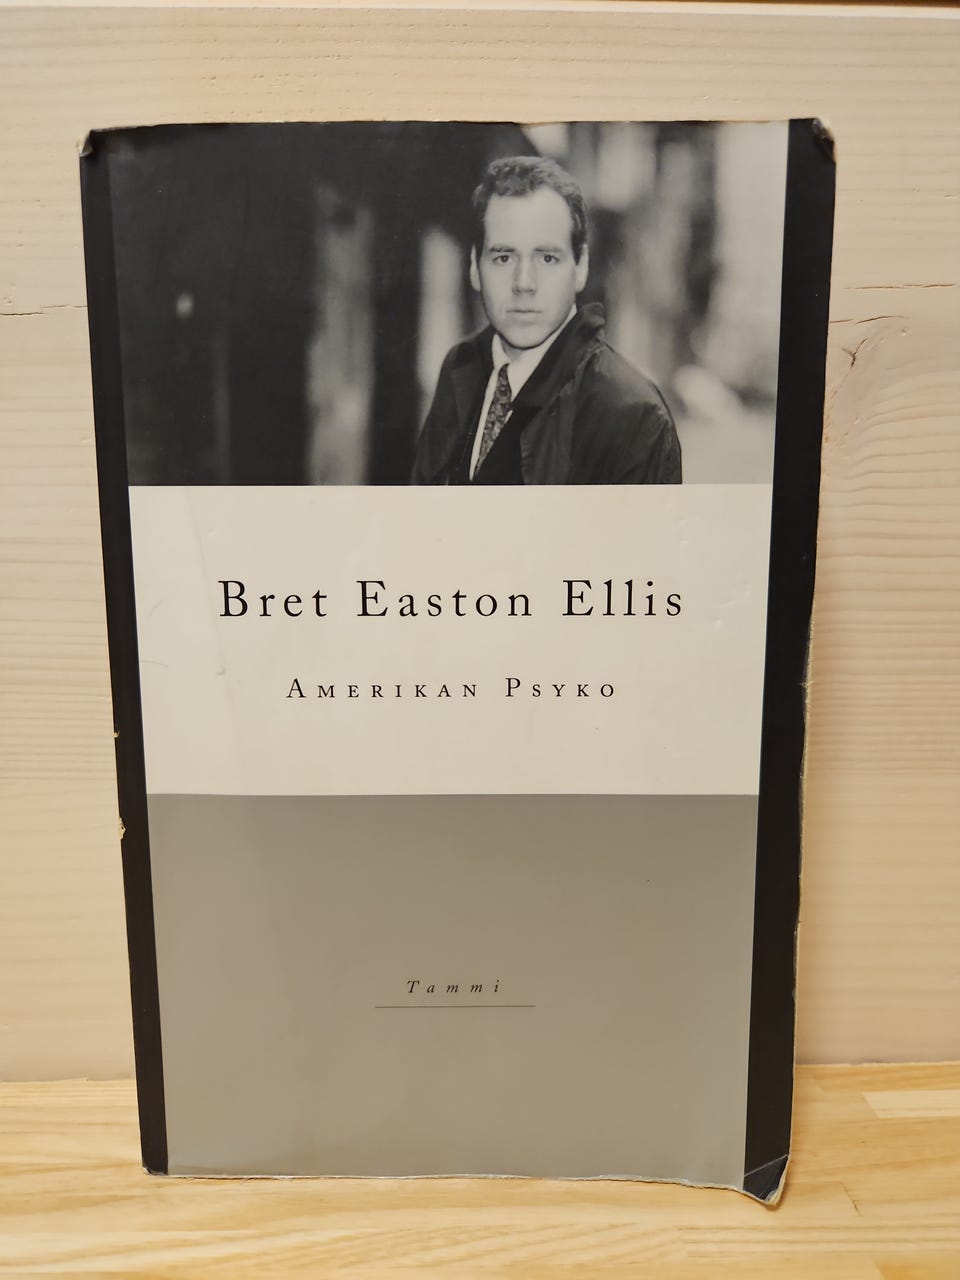 Bret Easton Ellis
Amerikan Psyko
Tammi